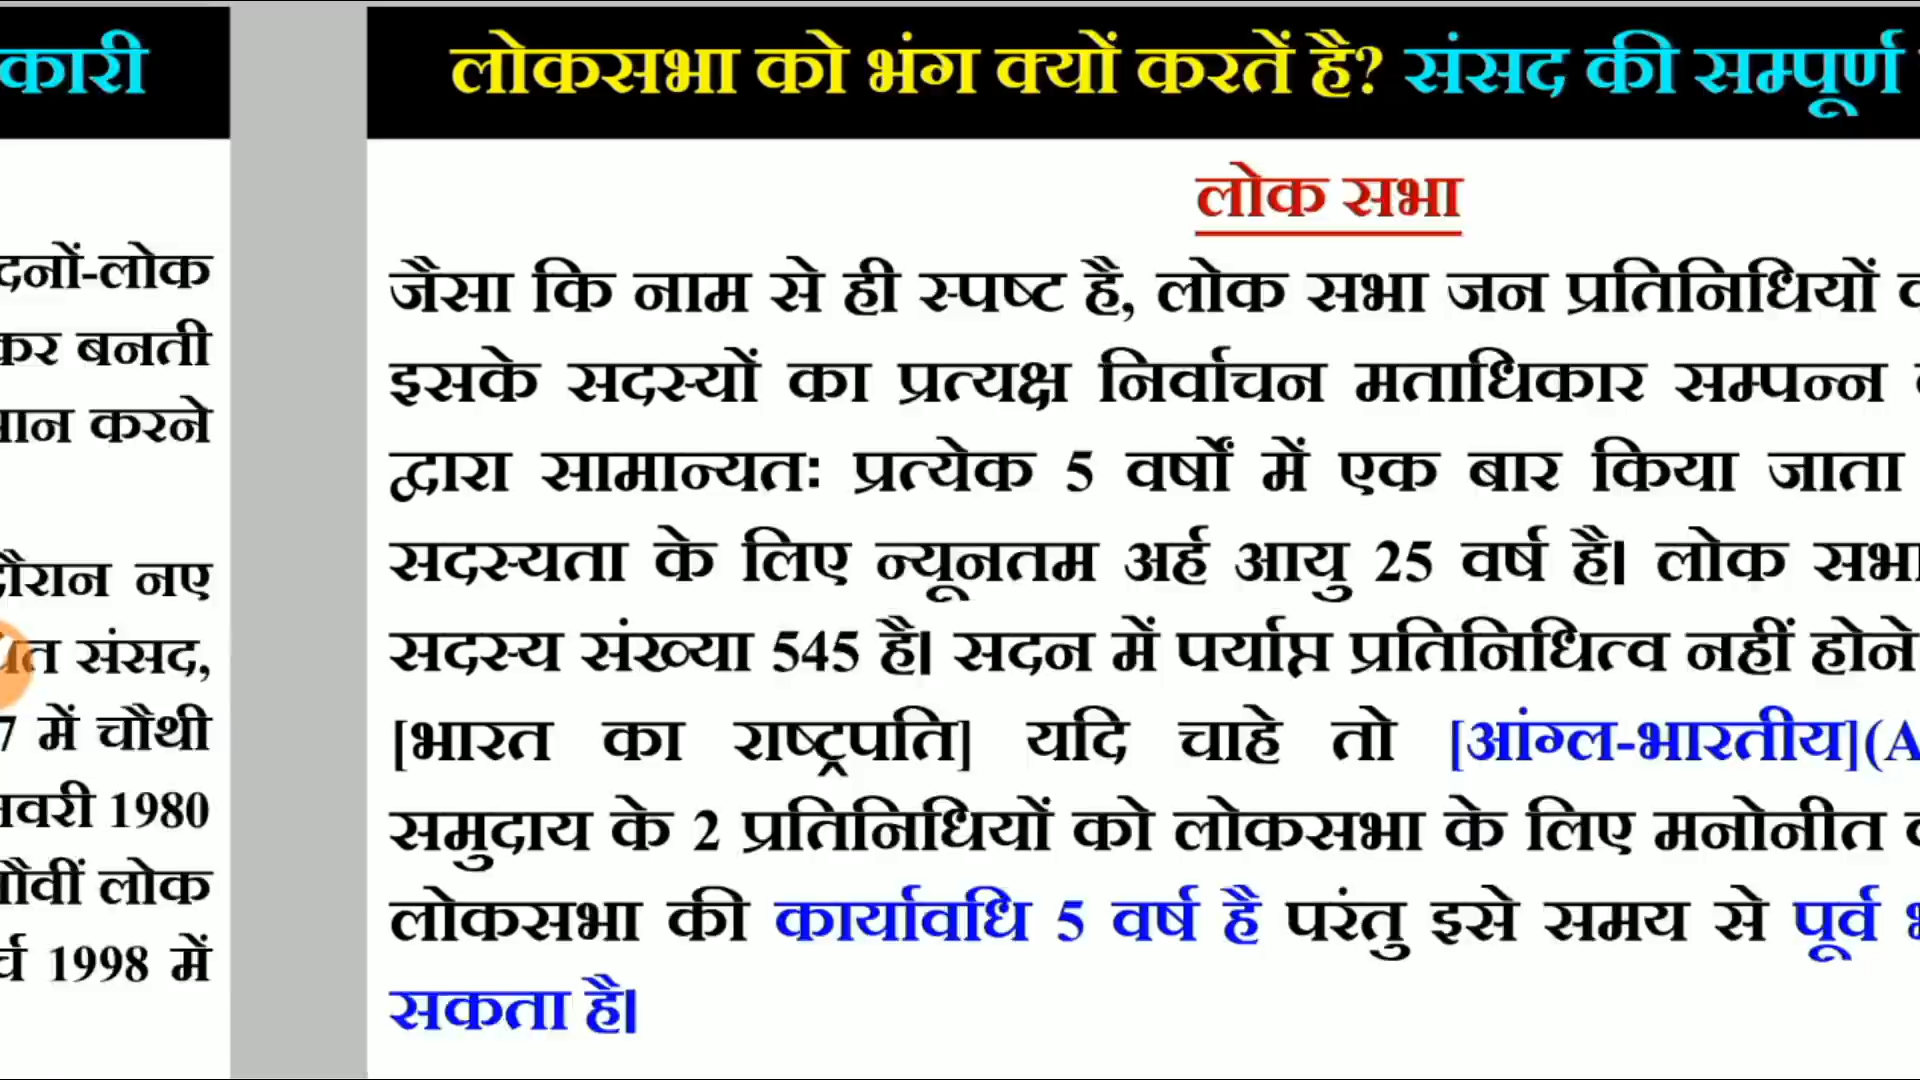 कारी
दनों-लोक
कर बनती
करने
दौरान नए
संसद,
7 में चौथी
1980
लोक
1998 में
लोकसभा को भंग क्यों करतें है? संसद की सम्पूर्ण
लोक सभा
जैसा कि नाम से ही स्पष्ट है, लोक सभा जन प्रतिनिधियों
इसके सदस्यों का प्रत्यक्ष निर्वाचन मताधिकार सम्पन्न
द्वारा सामान्यतः प्रत्येक 5 वर्षों में एक बार किया जाता
सदस्यता के लिए न्यूनतम अर्ह आयु 25 वर्ष है। लोक सभा
सदस्य संख्या 545 है। सदन में पर्याप्त प्रतिनिधित्व नहीं होने
[भारत का राष्ट्रपति] यदि चाहे तो [आंग्ल-भारतीय](A
समुदाय के 2 प्रतिनिधियों को लोकसभा के लिए मनोनीत
लोकसभा की कार्यावधि 5 वर्ष है परंतु इसे समय से पूर्व
सकता है।